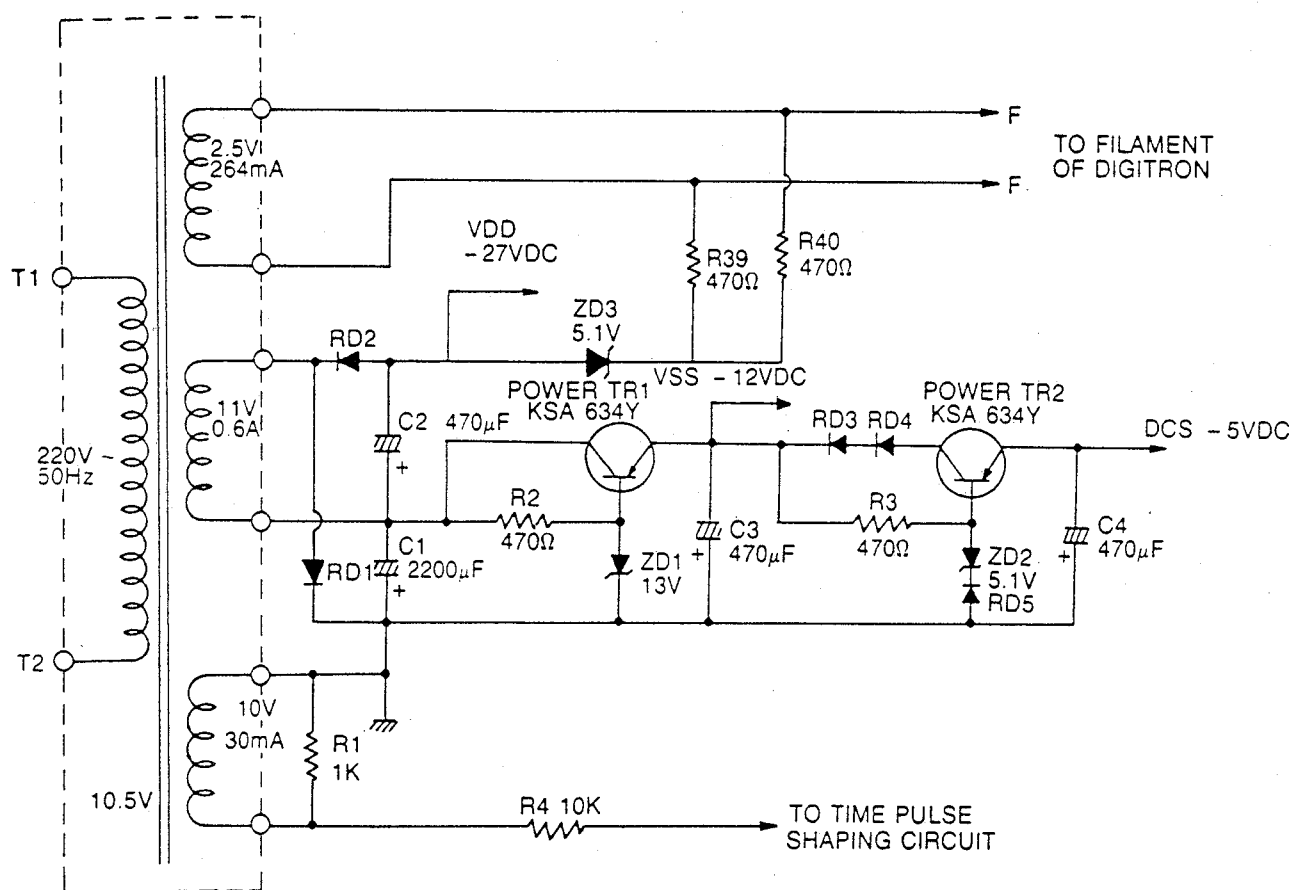 F
2.5V
264mA
TO FILAMENT
OF DIGITRON
F
VDD
-27VDC
R39
470Ω
R40
470Ω
T1
ZD3
5.1V
RD2
VSS -12VDC
POWER TR1
KSA 634Y
POWER TR2
KSA 634Y
11V
0.6A
C2
470µF
RD3
RD4
DCS -5VDC
220V~
50Hz
R2
470Ω
C3
470µF
R3
470Ω
C4
470µF
+
C1
2200µF
+
RD1
ZD1
13V
+
ZD2
5.1V
RD5
+
T2
10V
30mA
R1
1K
10.5V
R4 10K
TO TIME PULSE
SHAPING CIRCUIT